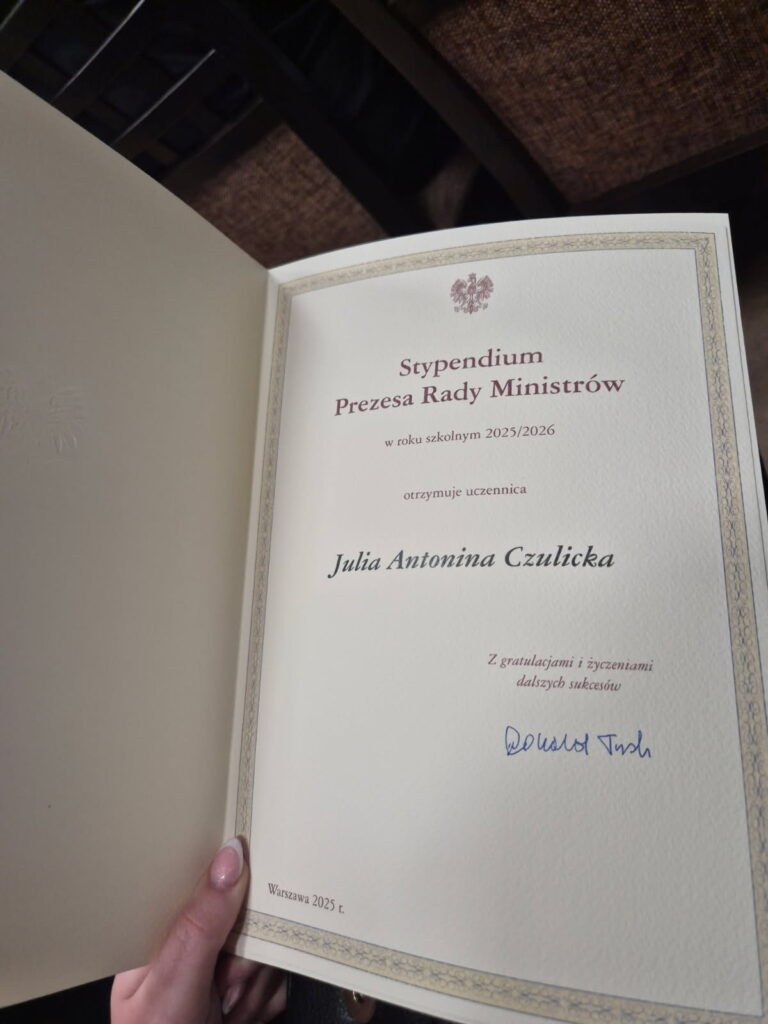 Stypendium
Prezesa Rady Ministrów
w roku szkolnym 2025/2026
otrzymuje uczennica
Julia Antonina Czulicka
Z gratulacjami i życzeniami
dalszych sukcesów
Donald Tusk
Warszawa 2025 r.